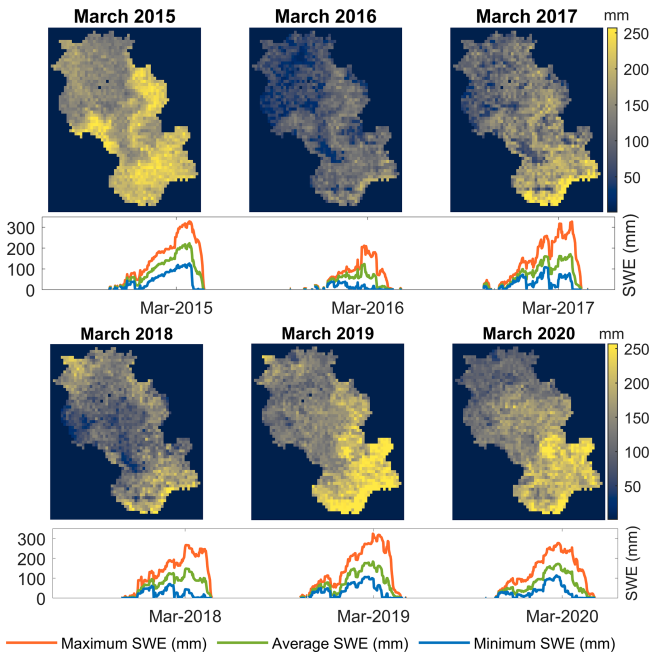 March 2015 March 2016 March 2017 mm
250
200
150
100
50
300
200
100
0
SWE (mm)
Mar-2015 Mar-2016 Mar-2017
March 2018 March 2019 March 2020 mm
250
200
150
100
50
300
200
100
0
SWE (mm)
Mar-2018 Mar-2019 Mar-2020
Maximum SWE (mm) Average SWE (mm) Minimum SWE (mm)